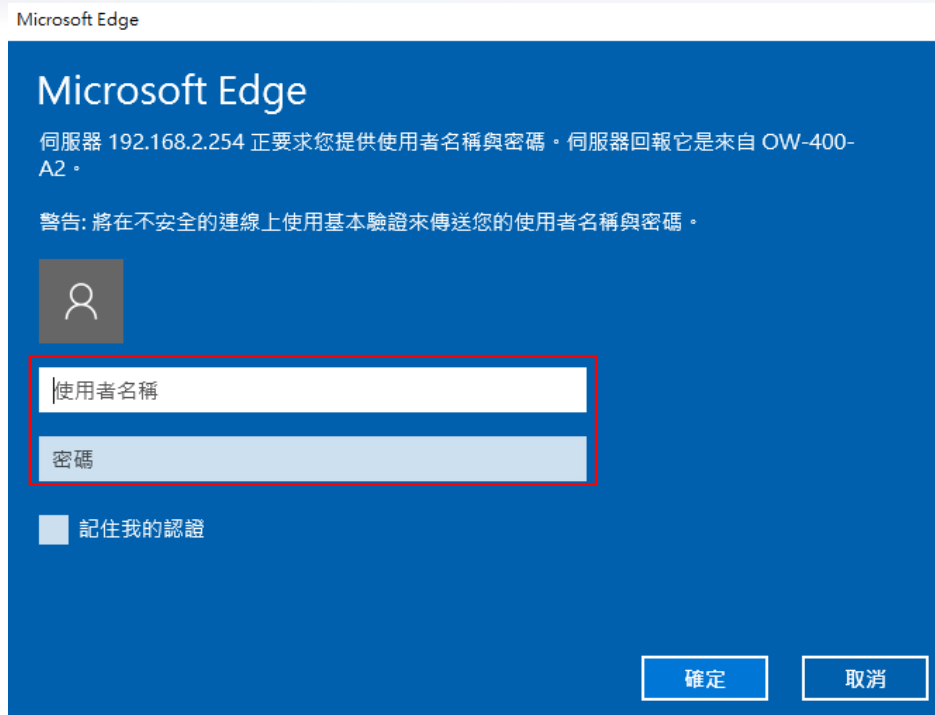 Microsoft Edge
Microsoft Edge
伺服器 192.168.2.254 正要求您提供使用者名稱與密碼。伺服器回報它是來自 OW-400-
A2。
警告: 將在不安全的連線上使用基本驗證來傳送您的使用者名稱與密碼。
使用者名稱
密碼
記住我的認證
確定
取消